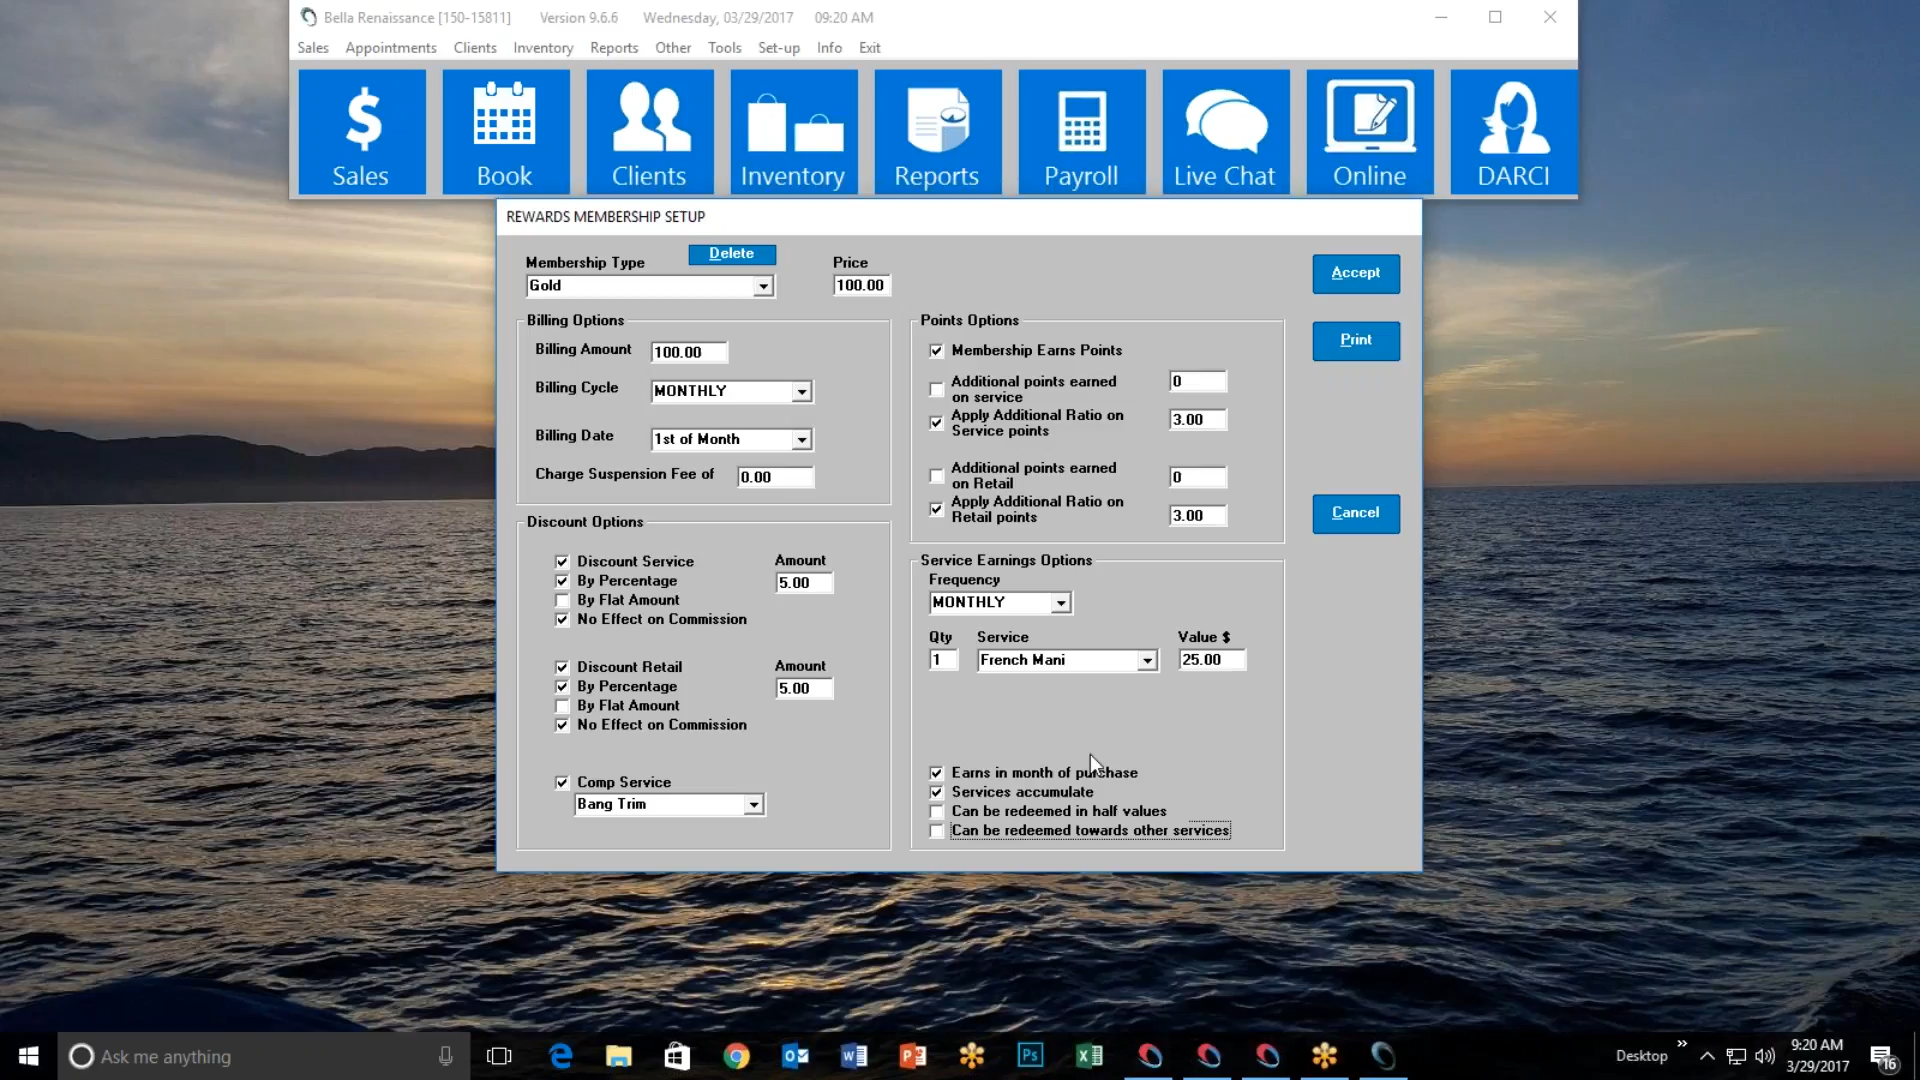 Bella Renaissance [150-15811] Version 9.6.6 Wednesday, 03/29/2017 09:20 AM
Sales Appointments Clients Inventory Reports Other Tools Set-up Info Exit
Sales Book Clients Inventory Reports Payroll Live Chat Online DARCI
REWARDS MEMBERSHIP SETUP
Membership Type Delete Price
Gold 100.00
Accept
Print
Cancel
Billing Options
Billing Amount 100.00
Billing Cycle MONTHLY
Billing Date 1st of Month
Charge Suspension Fee of 0.00
Points Options
Membership Earns Points
Additional points earned
on service 0
Apply Additional Ratio on
Service points 3.00
Additional points earned
on Retail 0
Apply Additional Ratio on
Retail points 3.00
Discount Options
Discount Service Amount
By Percentage 5.00
By Flat Amount
No Effect on Commission
Discount Retail Amount
By Percentage 5.00
By Flat Amount
No Effect on Commission
Comp Service
Bang Trim
Service Earnings Options
Frequency
MONTHLY
Qty Service Value $
1 French Mani 25.00
Earns in month of purchase
Services accumulate
Can be redeemed in half values
Can be redeemed towards other services
Ask me anything
Desktop
9:20 AM
3/29/2017
16